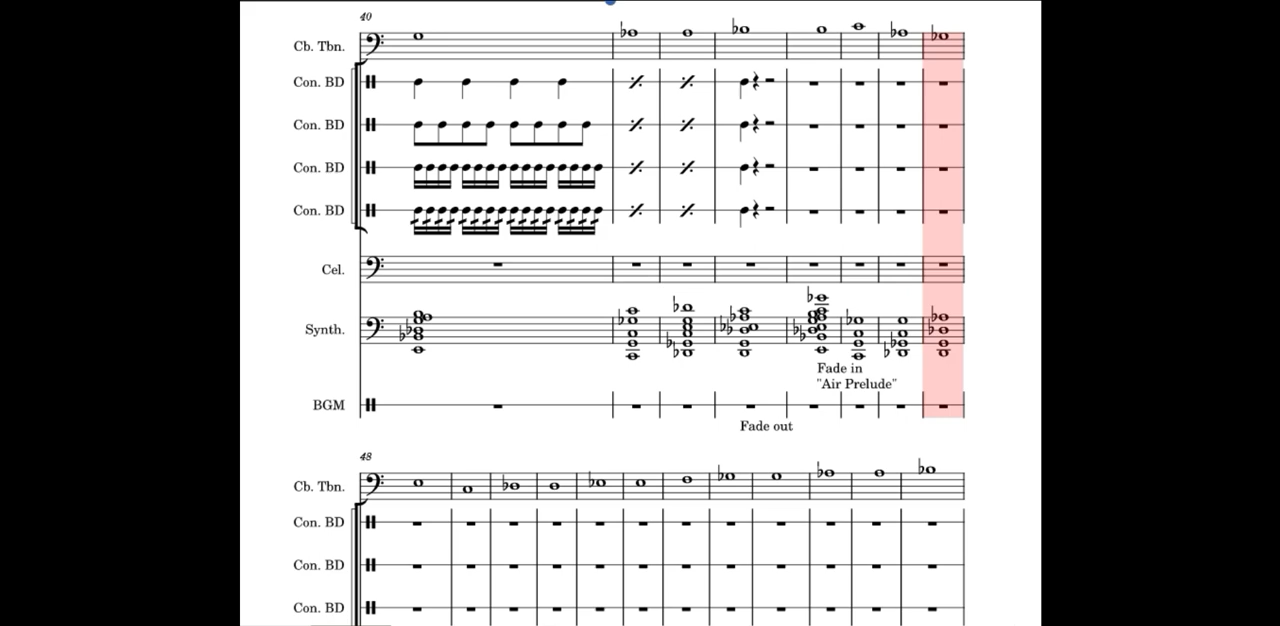 40
Cb. Tbn.
Con. BD
Con. BD
Con. BD
Con. BD
Cel.
Synth.
Fade in
"Air Prelude"
BGM
Fade out
48
Cb. Tbn.
Con. BD
Con. BD
Con. BD